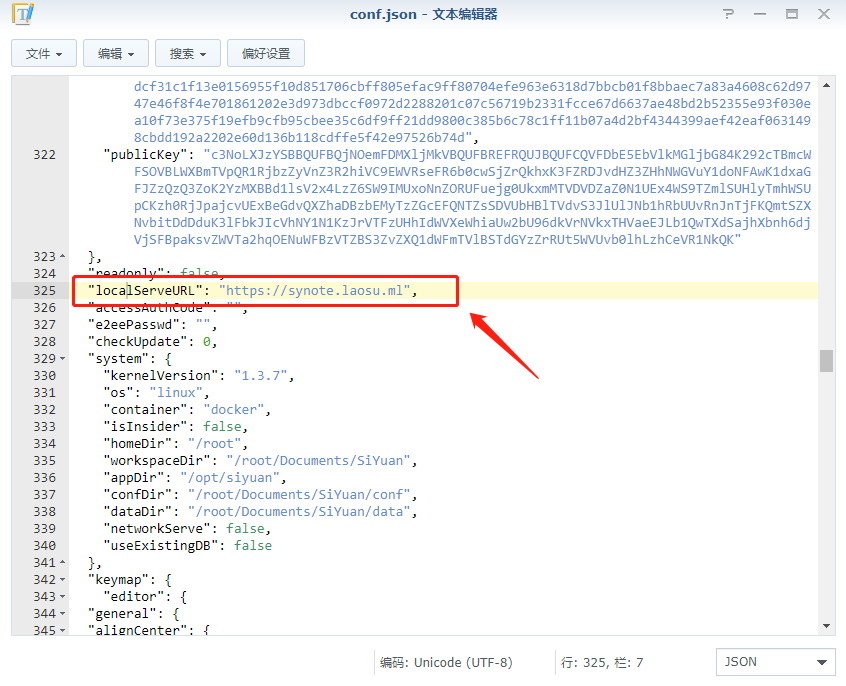 conf.json - 文本编辑器
文件 编辑 搜索 偏好设置
dcf31c1f13e0156955f10d851706cbff805efac9ff80704efe963e6318d7bbcb01f8bbaec7a83a4608c62d97
47e46f8f4e701861202e3d973dbccf0972d2288201c07c56719b2331fcce67d6637ae48bd2b52355e93f030e
a10f73e375f19efb9cfb95cbee35c6df9ff21dd9800c385b6c78c1ff11b07a4d2bf4344399aef42eaf0631498
8cbdd192a2202e60d136b118cdffe5f42e97526b74d",
322 "publicKey": "c3NoLXJzYSBBQUFBQjNOemFDMXljMkVBQUFBREFRQUJBQUFCQVFDbE5EbVlkMGljbG84K292cTBmcW
323 },
324 "readonly": false,
325 "localServeURL": "https://synote.laosu.ml",
326 "accessAuthCode": "",
327 "e2eePasswd": "",
328 "checkUpdate": 0,
329 "system": {
330 "kernelVersion": "1.3.7",
331 "os": "linux",
332 "container": "docker",
333 "isInsider": false,
334 "homeDir": "/root",
335 "workspaceDir": "/root/Documents/SiYuan",
336 "appDir": "/opt/siyuan",
337 "confDir": "/root/Documents/SiYuan/conf",
338 "dataDir": "/root/Documents/SiYuan/data",
339 "networkServe": false,
340 "useExistingDB": false
341 },
342 "keymap": {
343 "editor": {
344 "general": {
345 "alignCenter": {
编码: Unicode (UTF-8) 行: 325, 栏: 7 JSON